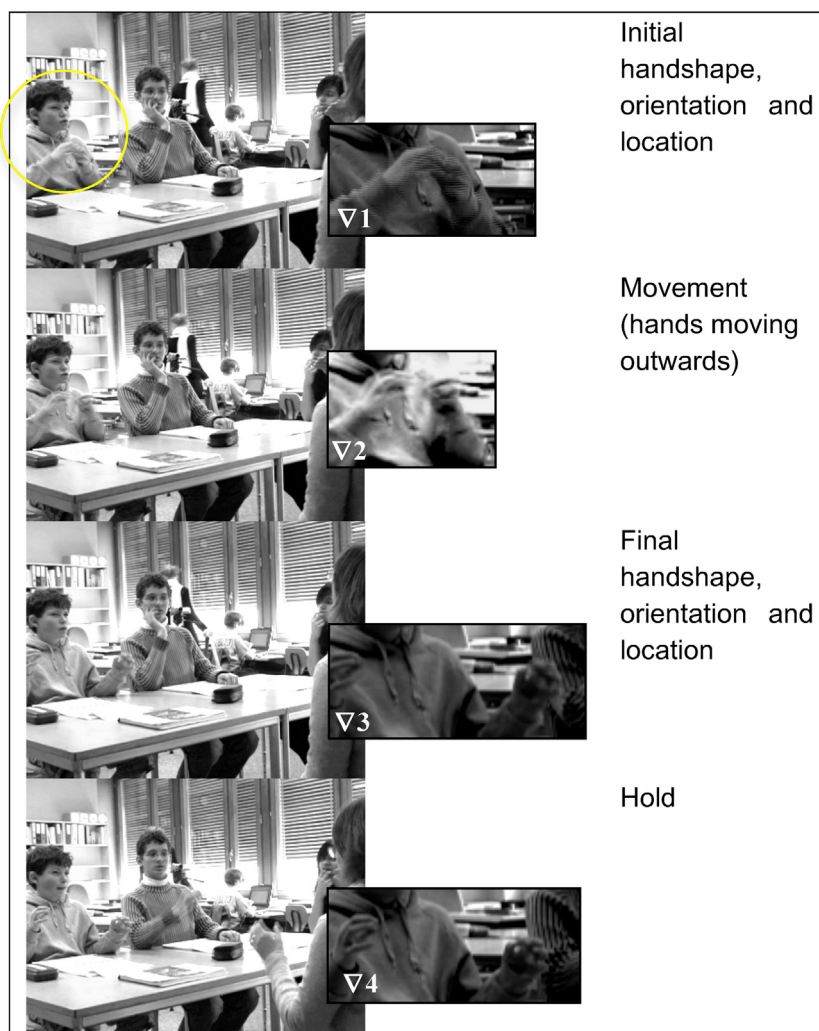 Initial
handshape,
orientation and
location
∇1
Movement
(hands moving
outwards)
∇2
Final
handshape,
orientation and
location
∇3
Hold
∇4